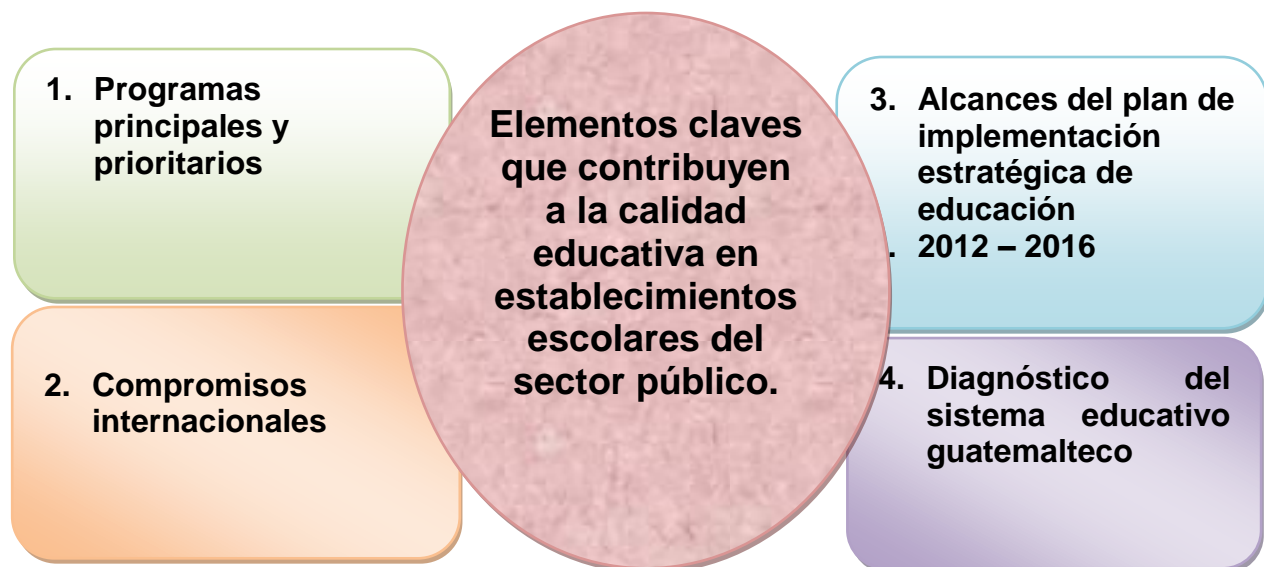 1. Programas
principales y
prioritarios
2. Compromisos
internacionales
Elementos claves
que contribuyen
a la calidad
educativa en
establecimientos
escolares del
sector público.
3. Alcances del plan de
implementación
estratégica de
educación
. 2012 – 2016
4. Diagnóstico del
sistema educativo
guatemalteco